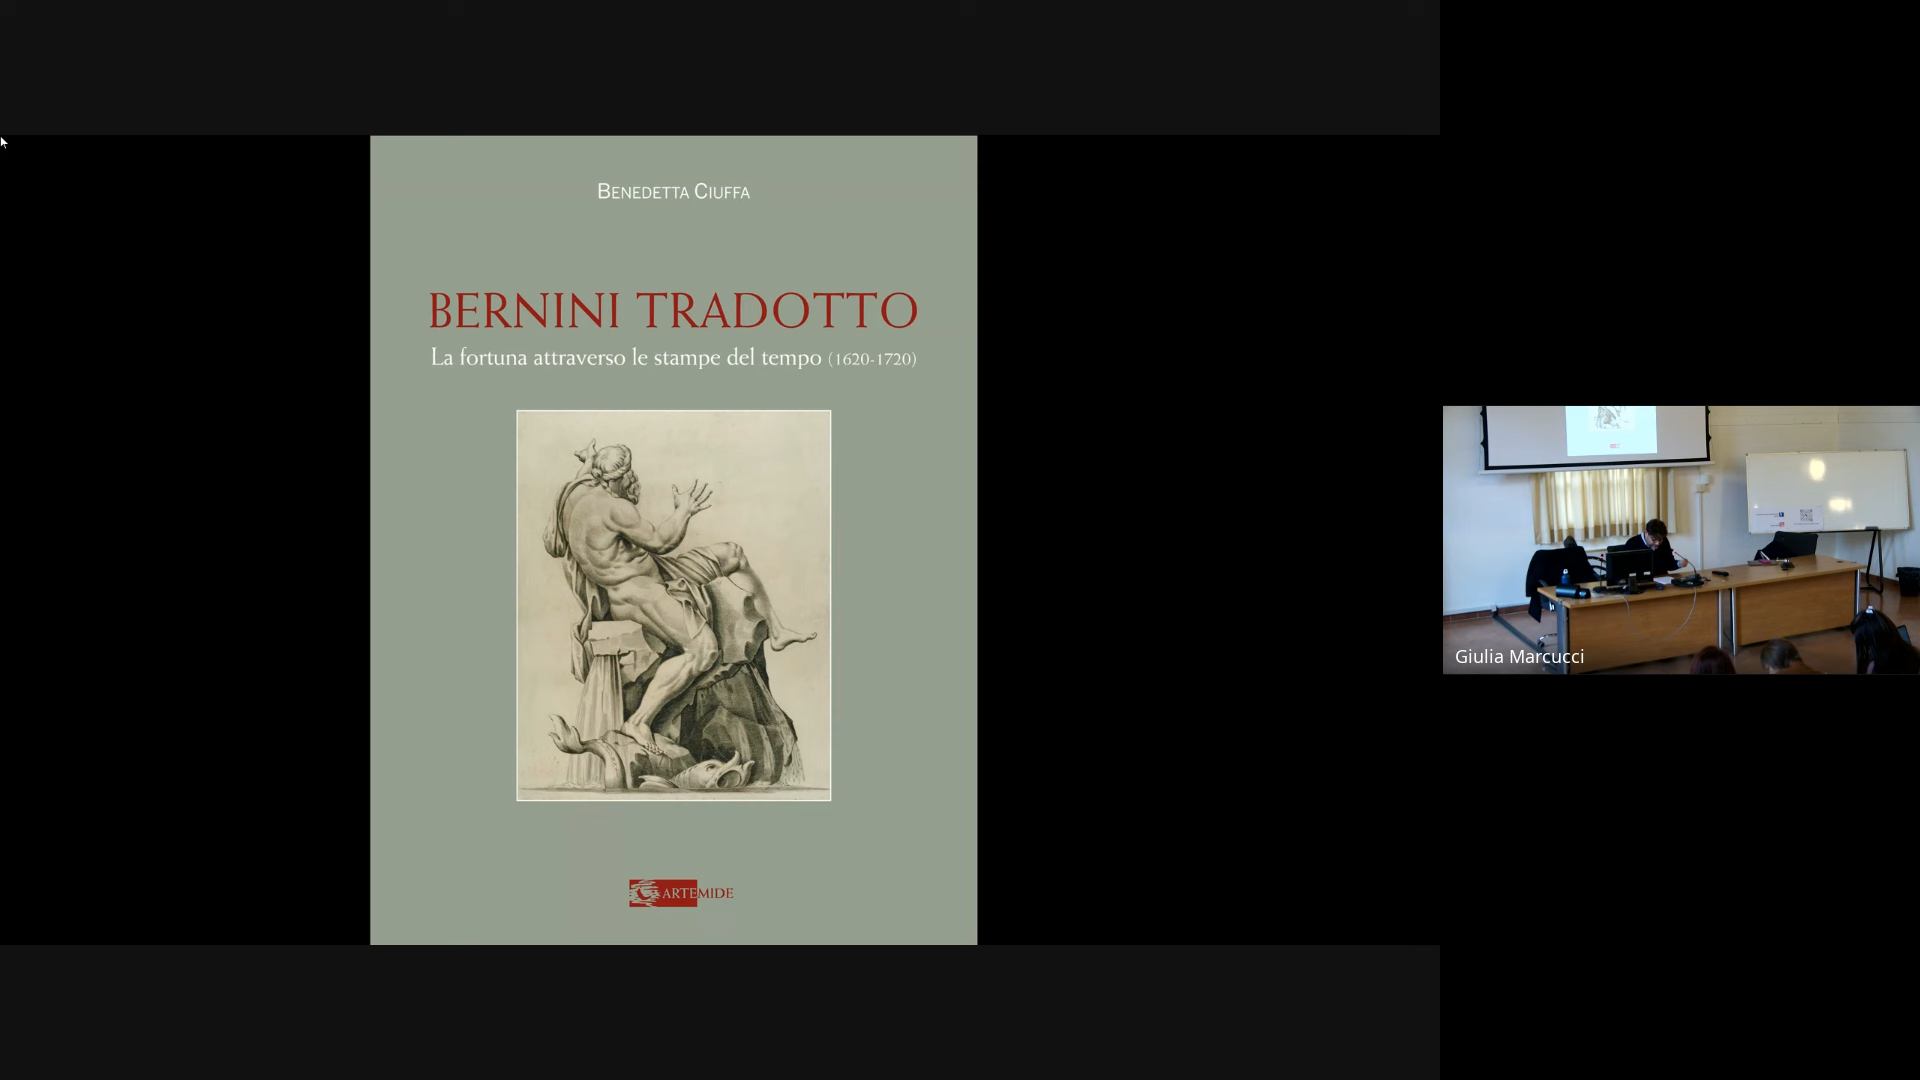 BENEDETTA CIUFFA
BERNINI TRADOTTO
La fortuna attraverso le stampe del tempo (1620-1720)
ARTEMIDE
Giulia Marcucci